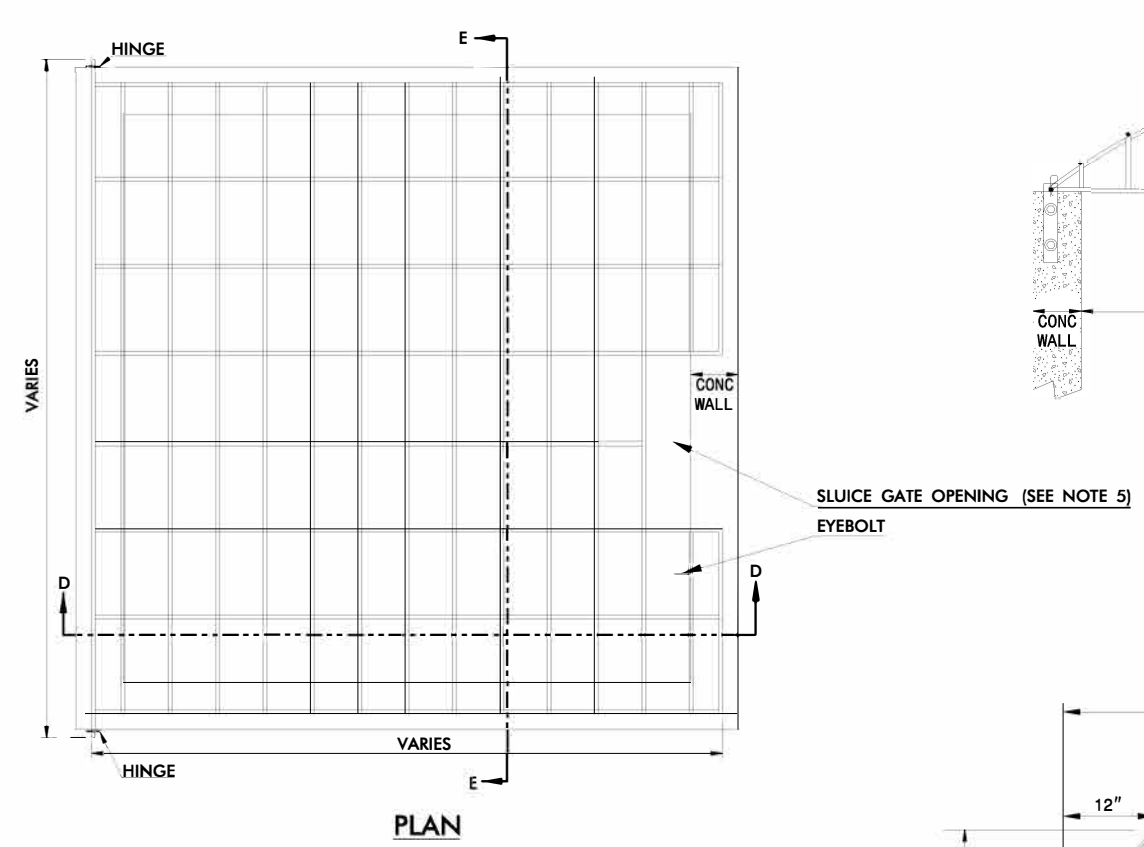 E
HINGE
VARIES
CONC
WALL
CONC
WALL
SLUICE GATE OPENING (SEE NOTE 5)
EYEBOLT
D
D
VARIES
HINGE
E
12"
PLAN